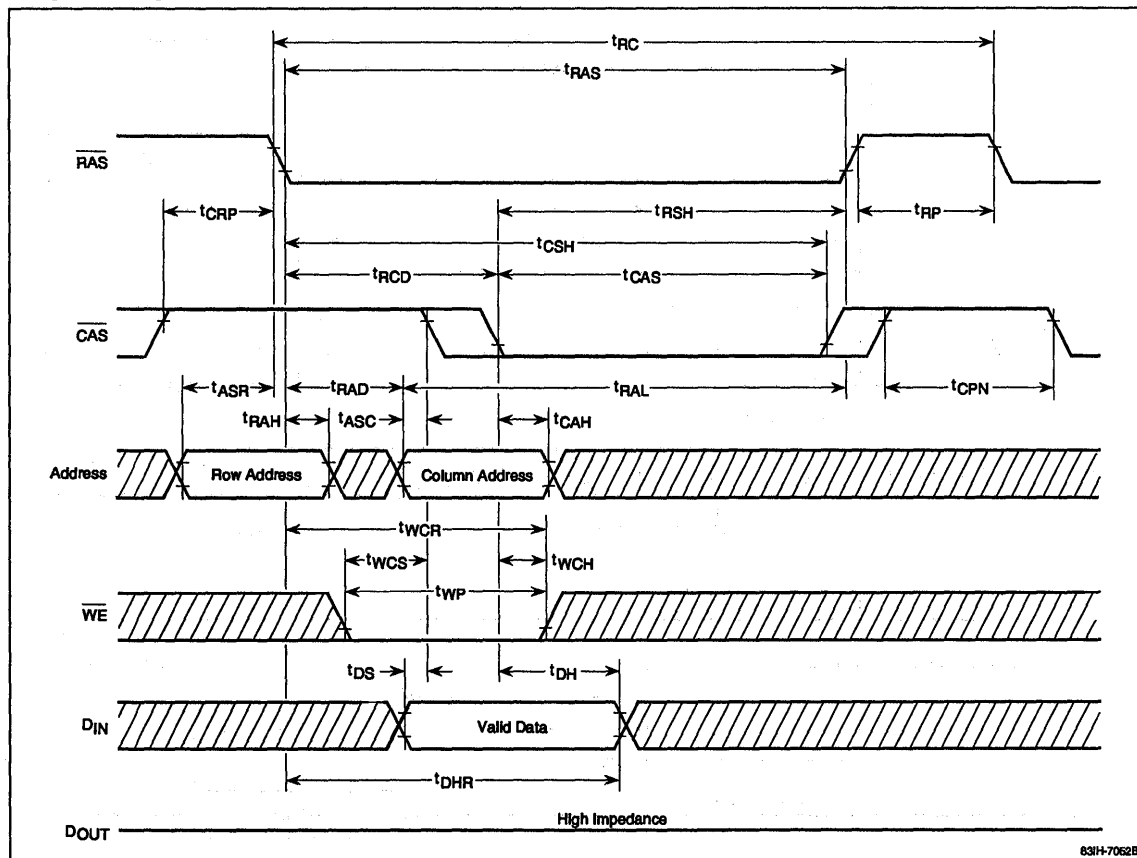 tRC
tRAS
RAS
tCRP
tRSH
tRP
tCSH
tRCD
tCAS
CAS
tASR
tRAD
tRAL
tCPN
tRAH
tASC
tCAH
Address
Row Address
Column Address
tWCR
tWCS
tWCH
tWP
WE
tDS
tDH
DIN
Valid Data
tDHR
High Impedance
DOUT
83IH-7052B